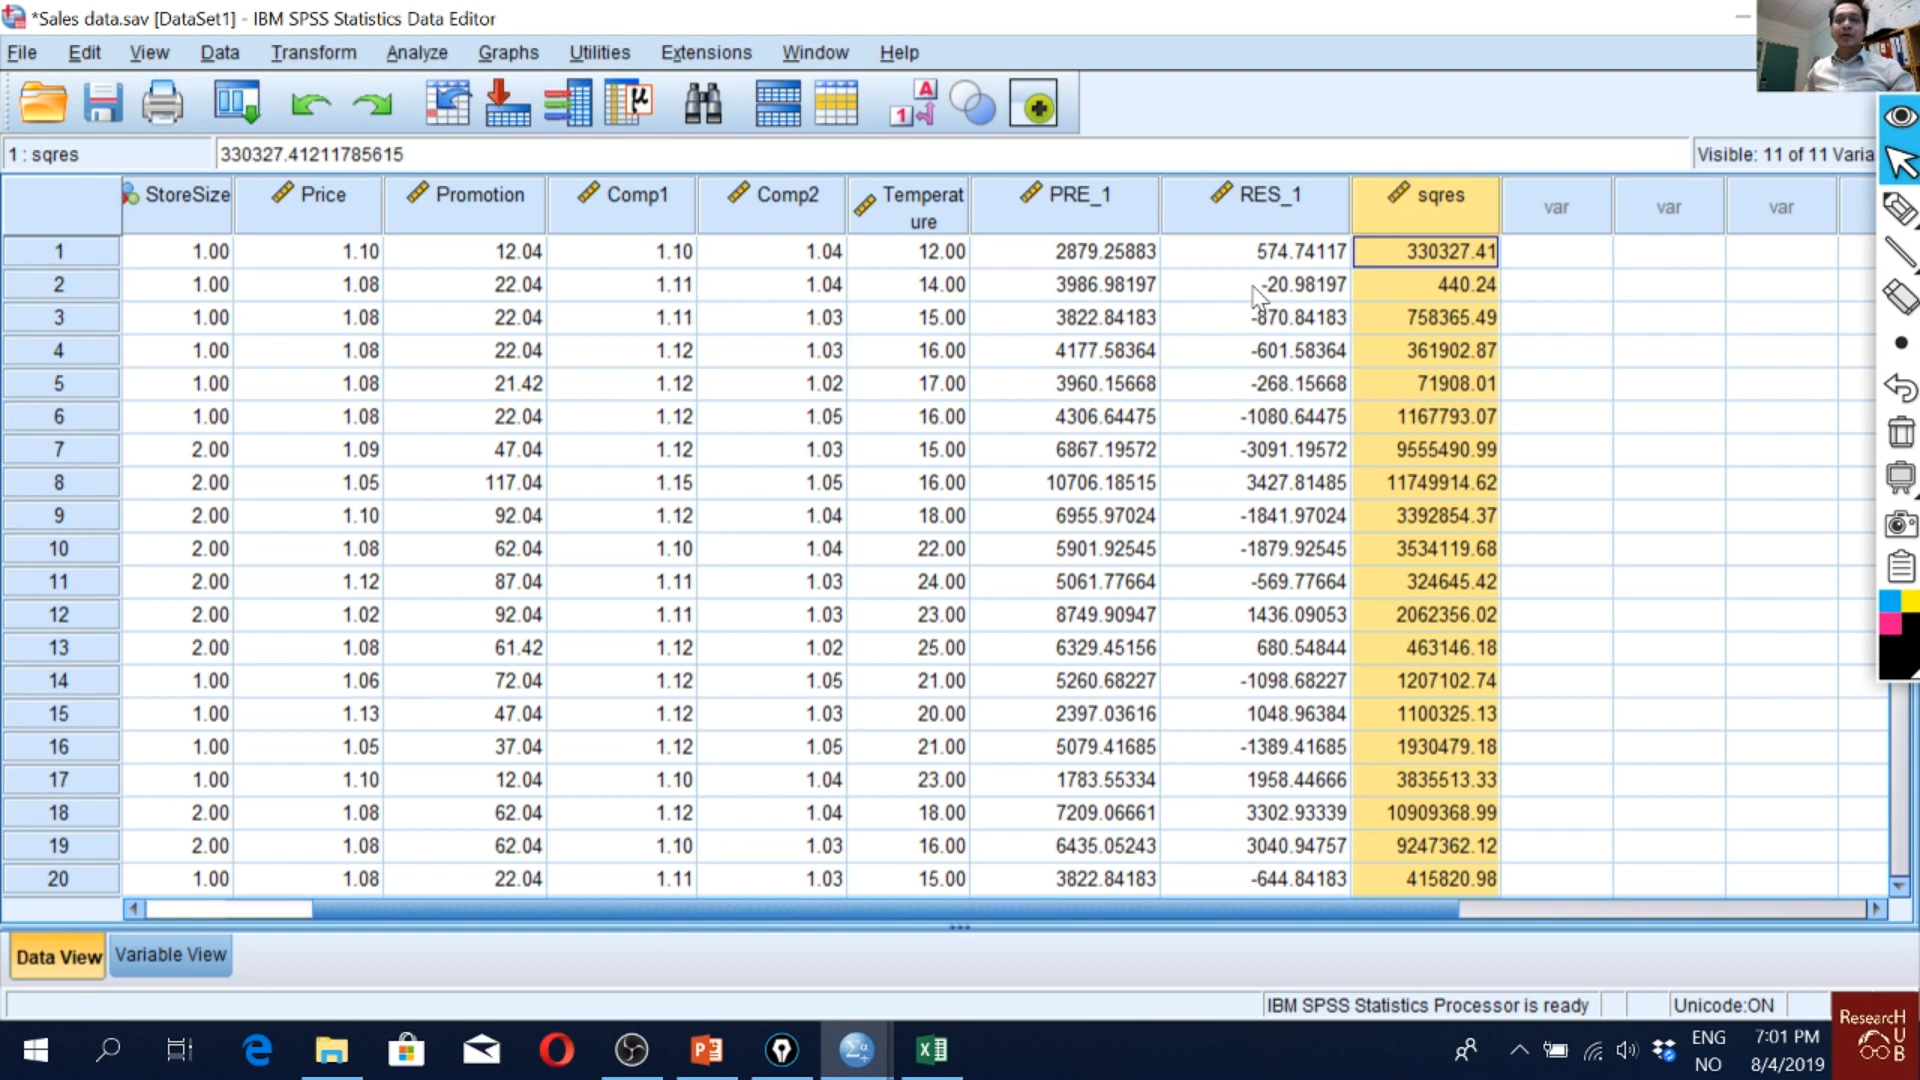 *Sales data.sav [DataSet1] - IBM SPSS Statistics Data Editor
File Edit View Data Transform Analyze Graphs Utilities Extensions Window Help
1 : sqres 330327.41211785615 Visible: 11 of 11 Varia
StoreSize Price Promotion Comp1 Comp2 Temperat PRE_1 RES_1 sqres var var var
ure
1 1.00 1.10 12.04 1.10 1.04 12.00 2879.25883 574.74117 330327.41
2 1.00 1.08 22.04 1.11 1.04 14.00 3986.98197 -20.98197 440.24
3 1.00 1.08 22.04 1.11 1.03 15.00 3822.84183 -870.84183 758365.49
4 1.00 1.08 22.04 1.12 1.03 16.00 4177.58364 -601.58364 361902.87
5 1.00 1.08 21.42 1.12 1.02 17.00 3960.15668 -268.15668 71908.01
6 1.00 1.08 22.04 1.12 1.05 16.00 4306.64475 -1080.64475 1167793.07
7 2.00 1.09 47.04 1.12 1.03 15.00 6867.19572 -3091.19572 9555490.99
8 2.00 1.05 117.04 1.15 1.05 16.00 10706.18515 3427.81485 11749914.62
9 2.00 1.10 92.04 1.12 1.04 18.00 6955.97024 -1841.97024 3392854.37
10 2.00 1.08 62.04 1.10 1.04 22.00 5901.92545 -1879.92545 3534119.68
11 2.00 1.12 87.04 1.11 1.03 24.00 5061.77664 -569.77664 324645.42
12 2.00 1.02 92.04 1.11 1.03 23.00 8749.90947 1436.09053 2062356.02
13 2.00 1.08 61.42 1.12 1.02 25.00 6329.45156 680.54844 463146.18
14 1.00 1.06 72.04 1.12 1.05 21.00 5260.68227 -1098.68227 1207102.74
15 1.00 1.13 47.04 1.12 1.03 20.00 2397.03616 1048.96384 1100325.13
16 1.00 1.05 37.04 1.12 1.05 21.00 5079.41685 -1389.41685 1930479.18
17 1.00 1.10 12.04 1.10 1.04 23.00 1783.55334 1958.44666 3835513.33
18 2.00 1.08 62.04 1.12 1.04 18.00 7209.06661 3302.93339 10909368.99
19 2.00 1.08 62.04 1.10 1.03 16.00 6435.05243 3040.94757 9247362.12
20 1.00 1.08 22.04 1.11 1.03 15.00 3822.84183 -644.84183 415820.98
Data View Variable View
IBM SPSS Statistics Processor is ready Unicode:ON
ENG 7:01 PM
NO 8/4/2019
ResearcH
UB